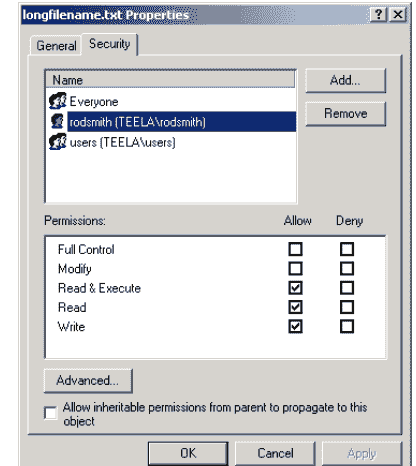 longfilename.txt Properties
General Security
Name
Everyone
rodsmith (TEELA\rodsmith)
users (TEELA\users)
Add...
Remove
Permissions: Allow Deny
Full Control
Modify
Read & Execute
Read
Write
Advanced...
Allow inheritable permissions from parent to propagate to this
object
OK Cancel Apply